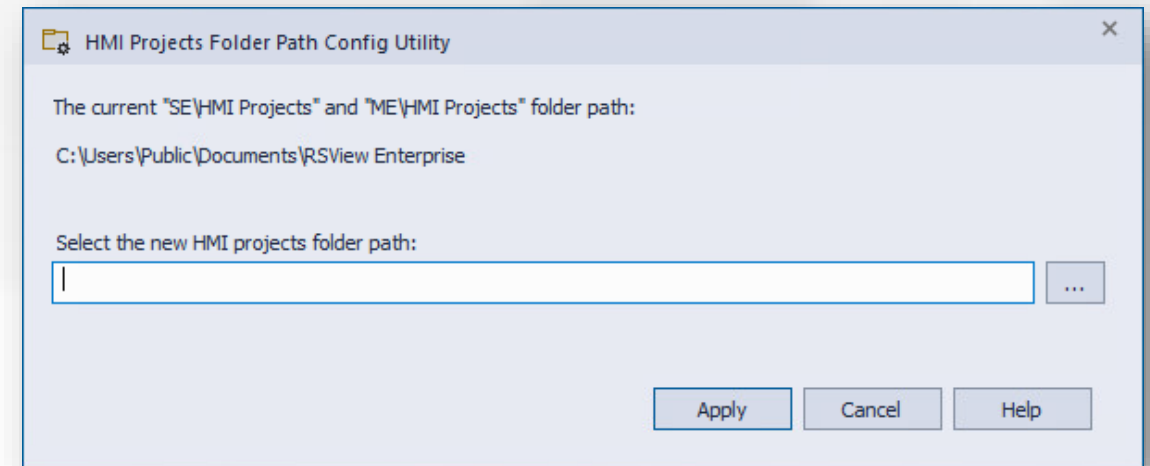 HMI Projects Folder Path Config Utility
The current "SE\HMI Projects" and "ME\HMI Projects" folder path:
C:\Users\Public\Documents\RSView Enterprise
Select the new HMI projects folder path:
...
Apply Cancel Help